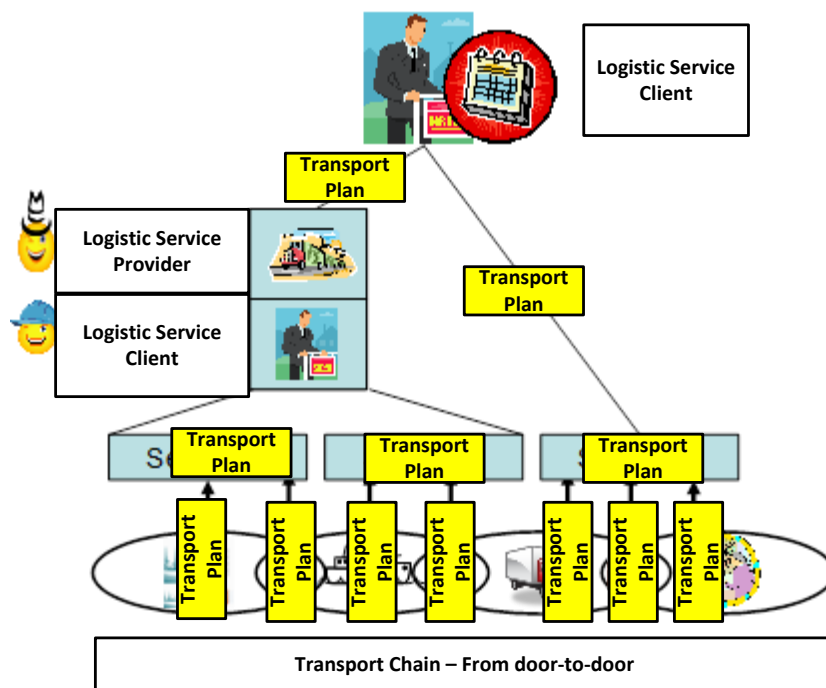 Logistic Service
Client
Transport
Plan
Logistic Service
Provider
Transport
Plan
Logistic Service
Client
Se
Transport
Plan
Transport
Plan
S
Transport
Plan
Transport
Plan
Transport
Plan
Transport
Plan
Transport
Plan
Transport
Plan
Transport
Plan
Transport
Plan
Transport Chain – From door-to-door